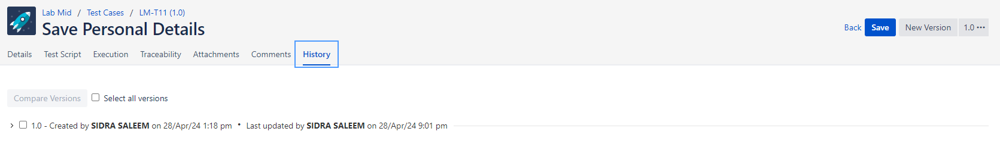 Lab Mid / Test Cases / LM-T11 (1.0)
Save Personal Details
Back Save New Version 1.0 •••
Details Test Script Execution Traceability Attachments Comments History
Compare Versions Select all versions
1.0 - Created by SIDRA SALEEM on 28/Apr/24 1:18 pm • Last updated by SIDRA SALEEM on 28/Apr/24 9:01 pm